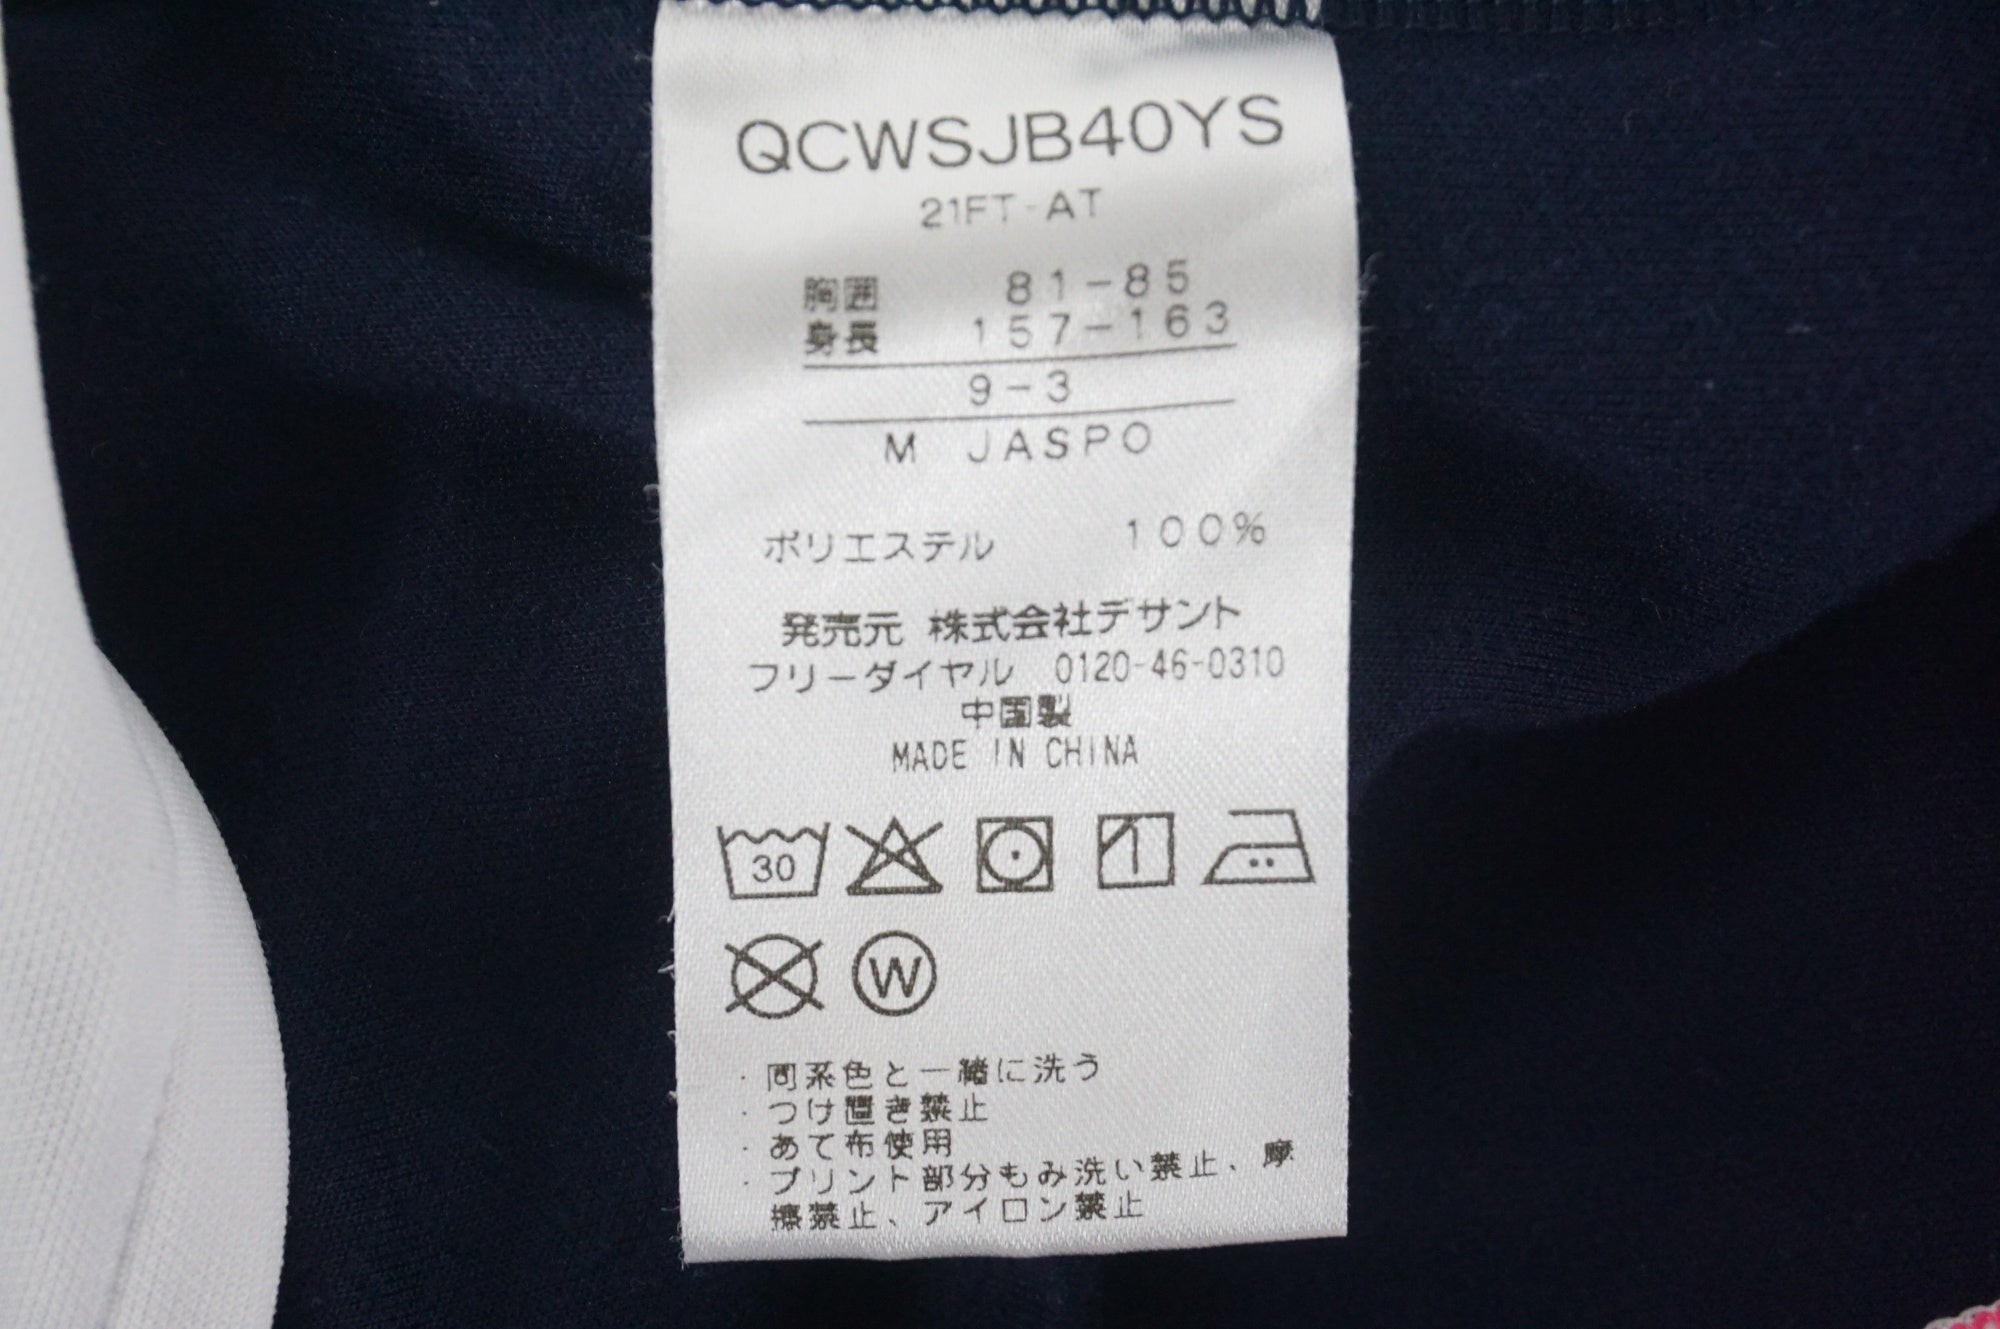 QCWSJB40YS
21FT-AT
胸囲 81-85
身長 157-163
9-3
M JASPO
ポリエステル 100%
発売元 株式会社デサント
フリーダイヤル 0120-46-0310
中国製
MADE IN CHINA
30
W
・同系色と一緒に洗う
・つけ置き禁止
・あて布使用
・プリント部分もみ洗い禁止、摩
擦禁止、アイロン禁止